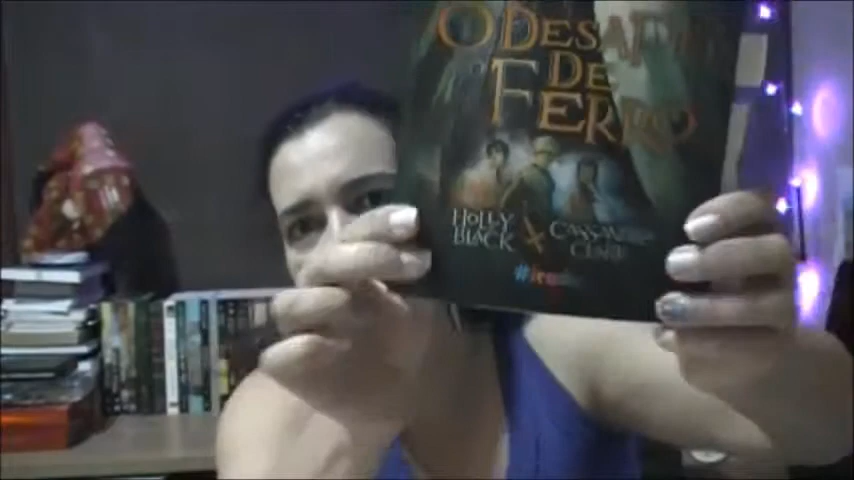 O DESAFIO
DE
FERRO
HOLLY
BLACK
CASSANDRA
CLARE